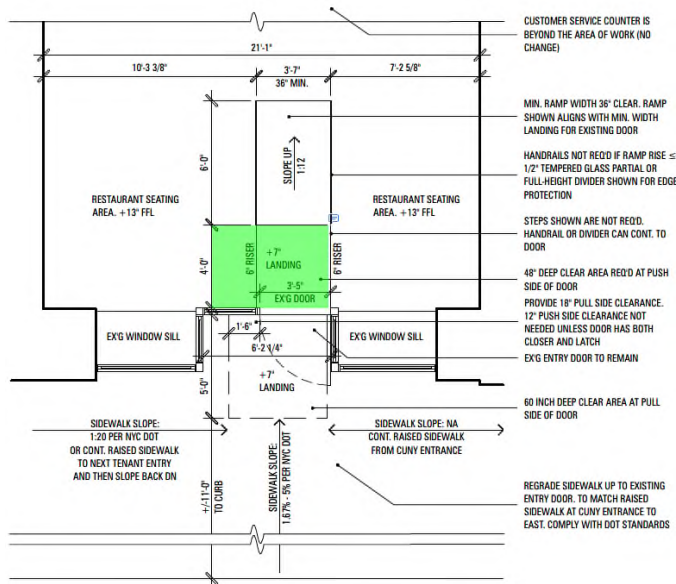 CUSTOMER SERVICE COUNTER IS
BEYOND THE AREA OF WORK (NO
CHANGE)
21'-1"
10'-3 3/8"
3'-7"
7'-2 5/8"
36" MIN.
MIN. RAMP WIDTH 36" CLEAR. RAMP
SHOWN ALIGNS WITH MIN. WIDTH
LANDING FOR EXISTING DOOR
6'-0"
SLOPE UP
1:12
HANDRAILS NOT REQ'D IF RAMP RISE ≤
1/2" TEMPERED GLASS PARTIAL OR
FULL-HEIGHT DIVIDER SHOWN FOR EDGE
PROTECTION
RESTAURANT SEATING
AREA. +13" FFL
RESTAURANT SEATING
AREA. +13" FFL
STEPS SHOWN ARE NOT REQ'D.
HANDRAIL OR DIVIDER CAN CONT. TO
DOOR
4'-0"
6" RISER
+7"
LANDING
6" RISER
3'-5"
EX'G DOOR
48" DEEP CLEAR AREA REQ'D AT PUSH
SIDE OF DOOR
PROVIDE 18" PULL SIDE CLEARANCE.
12" PUSH SIDE CLEARANCE NOT
NEEDED UNLESS DOOR HAS BOTH
CLOSER AND LATCH
EX'G WINDOW SILL
1'-6"
6'-2 1/4"
EX'G WINDOW SILL
EX'G ENTRY DOOR TO REMAIN
5'-0"
+7"
LANDING
60 INCH DEEP CLEAR AREA AT PULL
SIDE OF DOOR
SIDEWALK SLOPE:
1:20 PER NYC DOT
OR CONT. RAISED SIDEWALK
TO NEXT TENANT ENTRY
AND THEN SLOPE BACK DN
SIDEWALK SLOPE: NA
CONT. RAISED SIDEWALK
FROM CUNY ENTRANCE
+/-11'-0"
TO CURB
SIDEWALK SLOPE:
1.67% - 5% PER NYC DOT
REGRADE SIDEWALK UP TO EXISTING
ENTRY DOOR. TO MATCH RAISED
SIDEWALK AT CUNY ENTRANCE TO
EAST. COMPLY WITH DOT STANDARDS